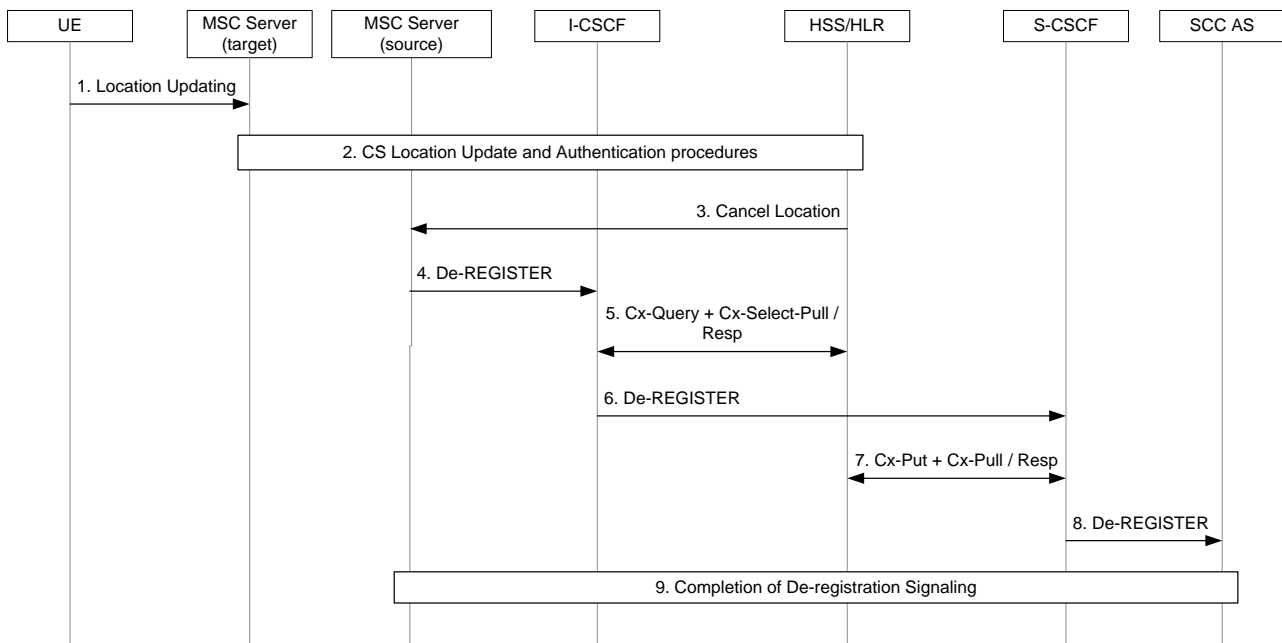 UE
MSC Server
(target)
MSC Server
(source)
I-CSCF
HSS/HLR
S-CSCF
SCC AS
1. Location Updating
2. CS Location Update and Authentication procedures
3. Cancel Location
4. De-REGISTER
5. Cx-Query + Cx-Select-Pull /
Resp
6. De-REGISTER
7. Cx-Put + Cx-Pull / Resp
8. De-REGISTER
9. Completion of De-registration Signaling